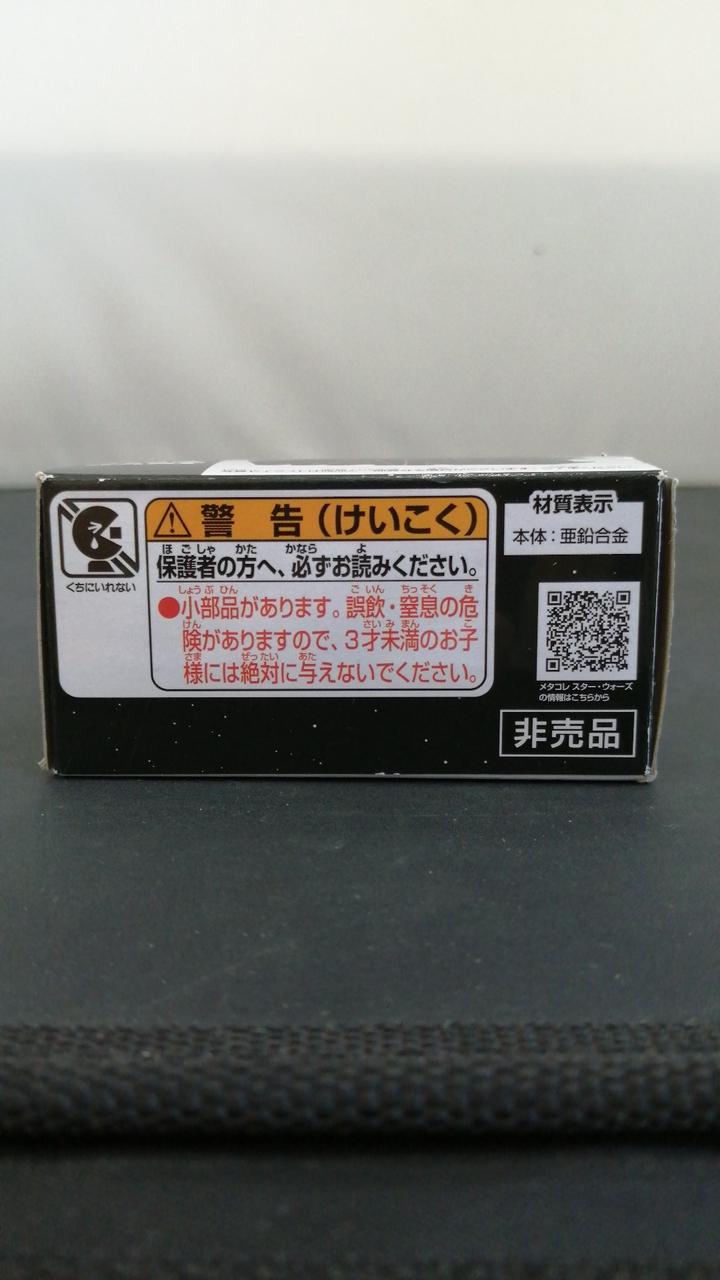 くちにいれない
警 告（けいこく）
ほごしゃ かた かなら よ
保護者の方へ、必ずお読みください。
しょうぶひん ごいん ちっそく き
●小部品があります。誤飲・窒息の危
けん さいみまん こ
険がありますので、3才未満のお子
さま ぜったい あた
様には絶対に与えないでください。
材質表示
本体：亜鉛合金
メタコレ スター・ウォーズ
の情報はこちらから
非売品